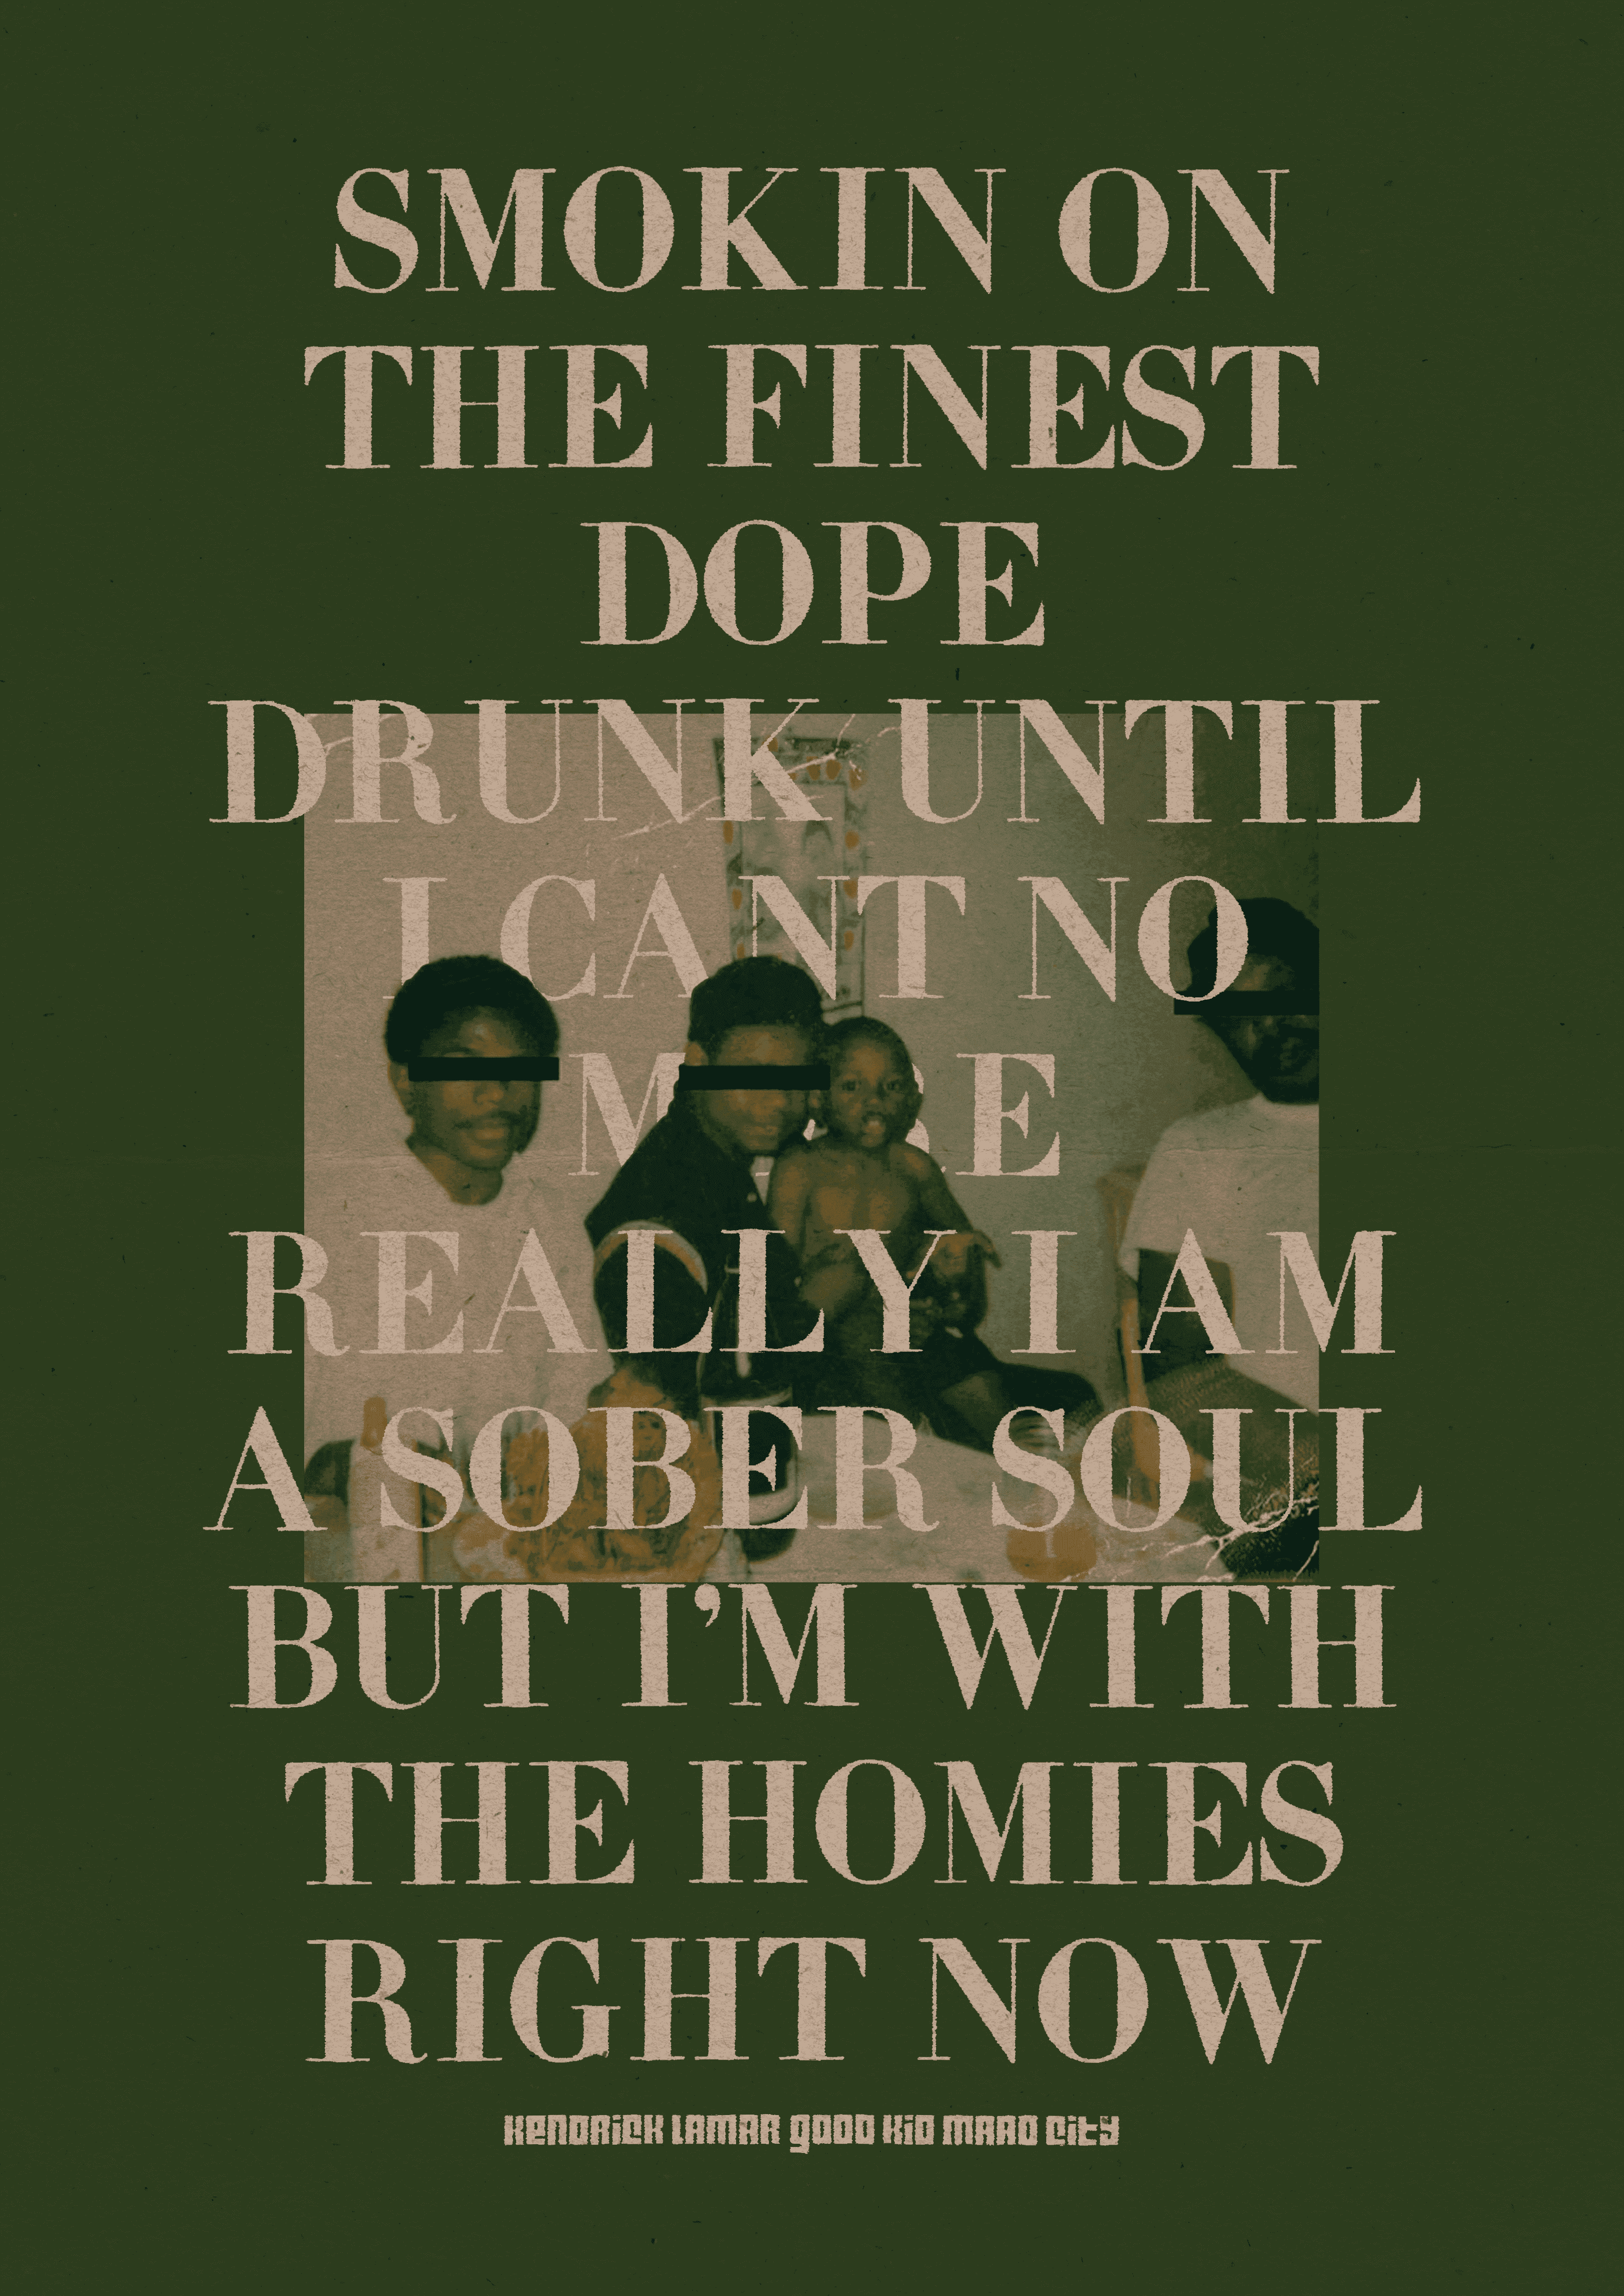 SMOKIN ON
THE FINEST
DOPE
DRUNK UNTIL
I CANT NO
MORE
REALLY I AM
A SOBER SOUL
BUT I’M WITH
THE HOMIES
RIGHT NOW
KENDRICK LAMAR gOOD KID MAAD CITY